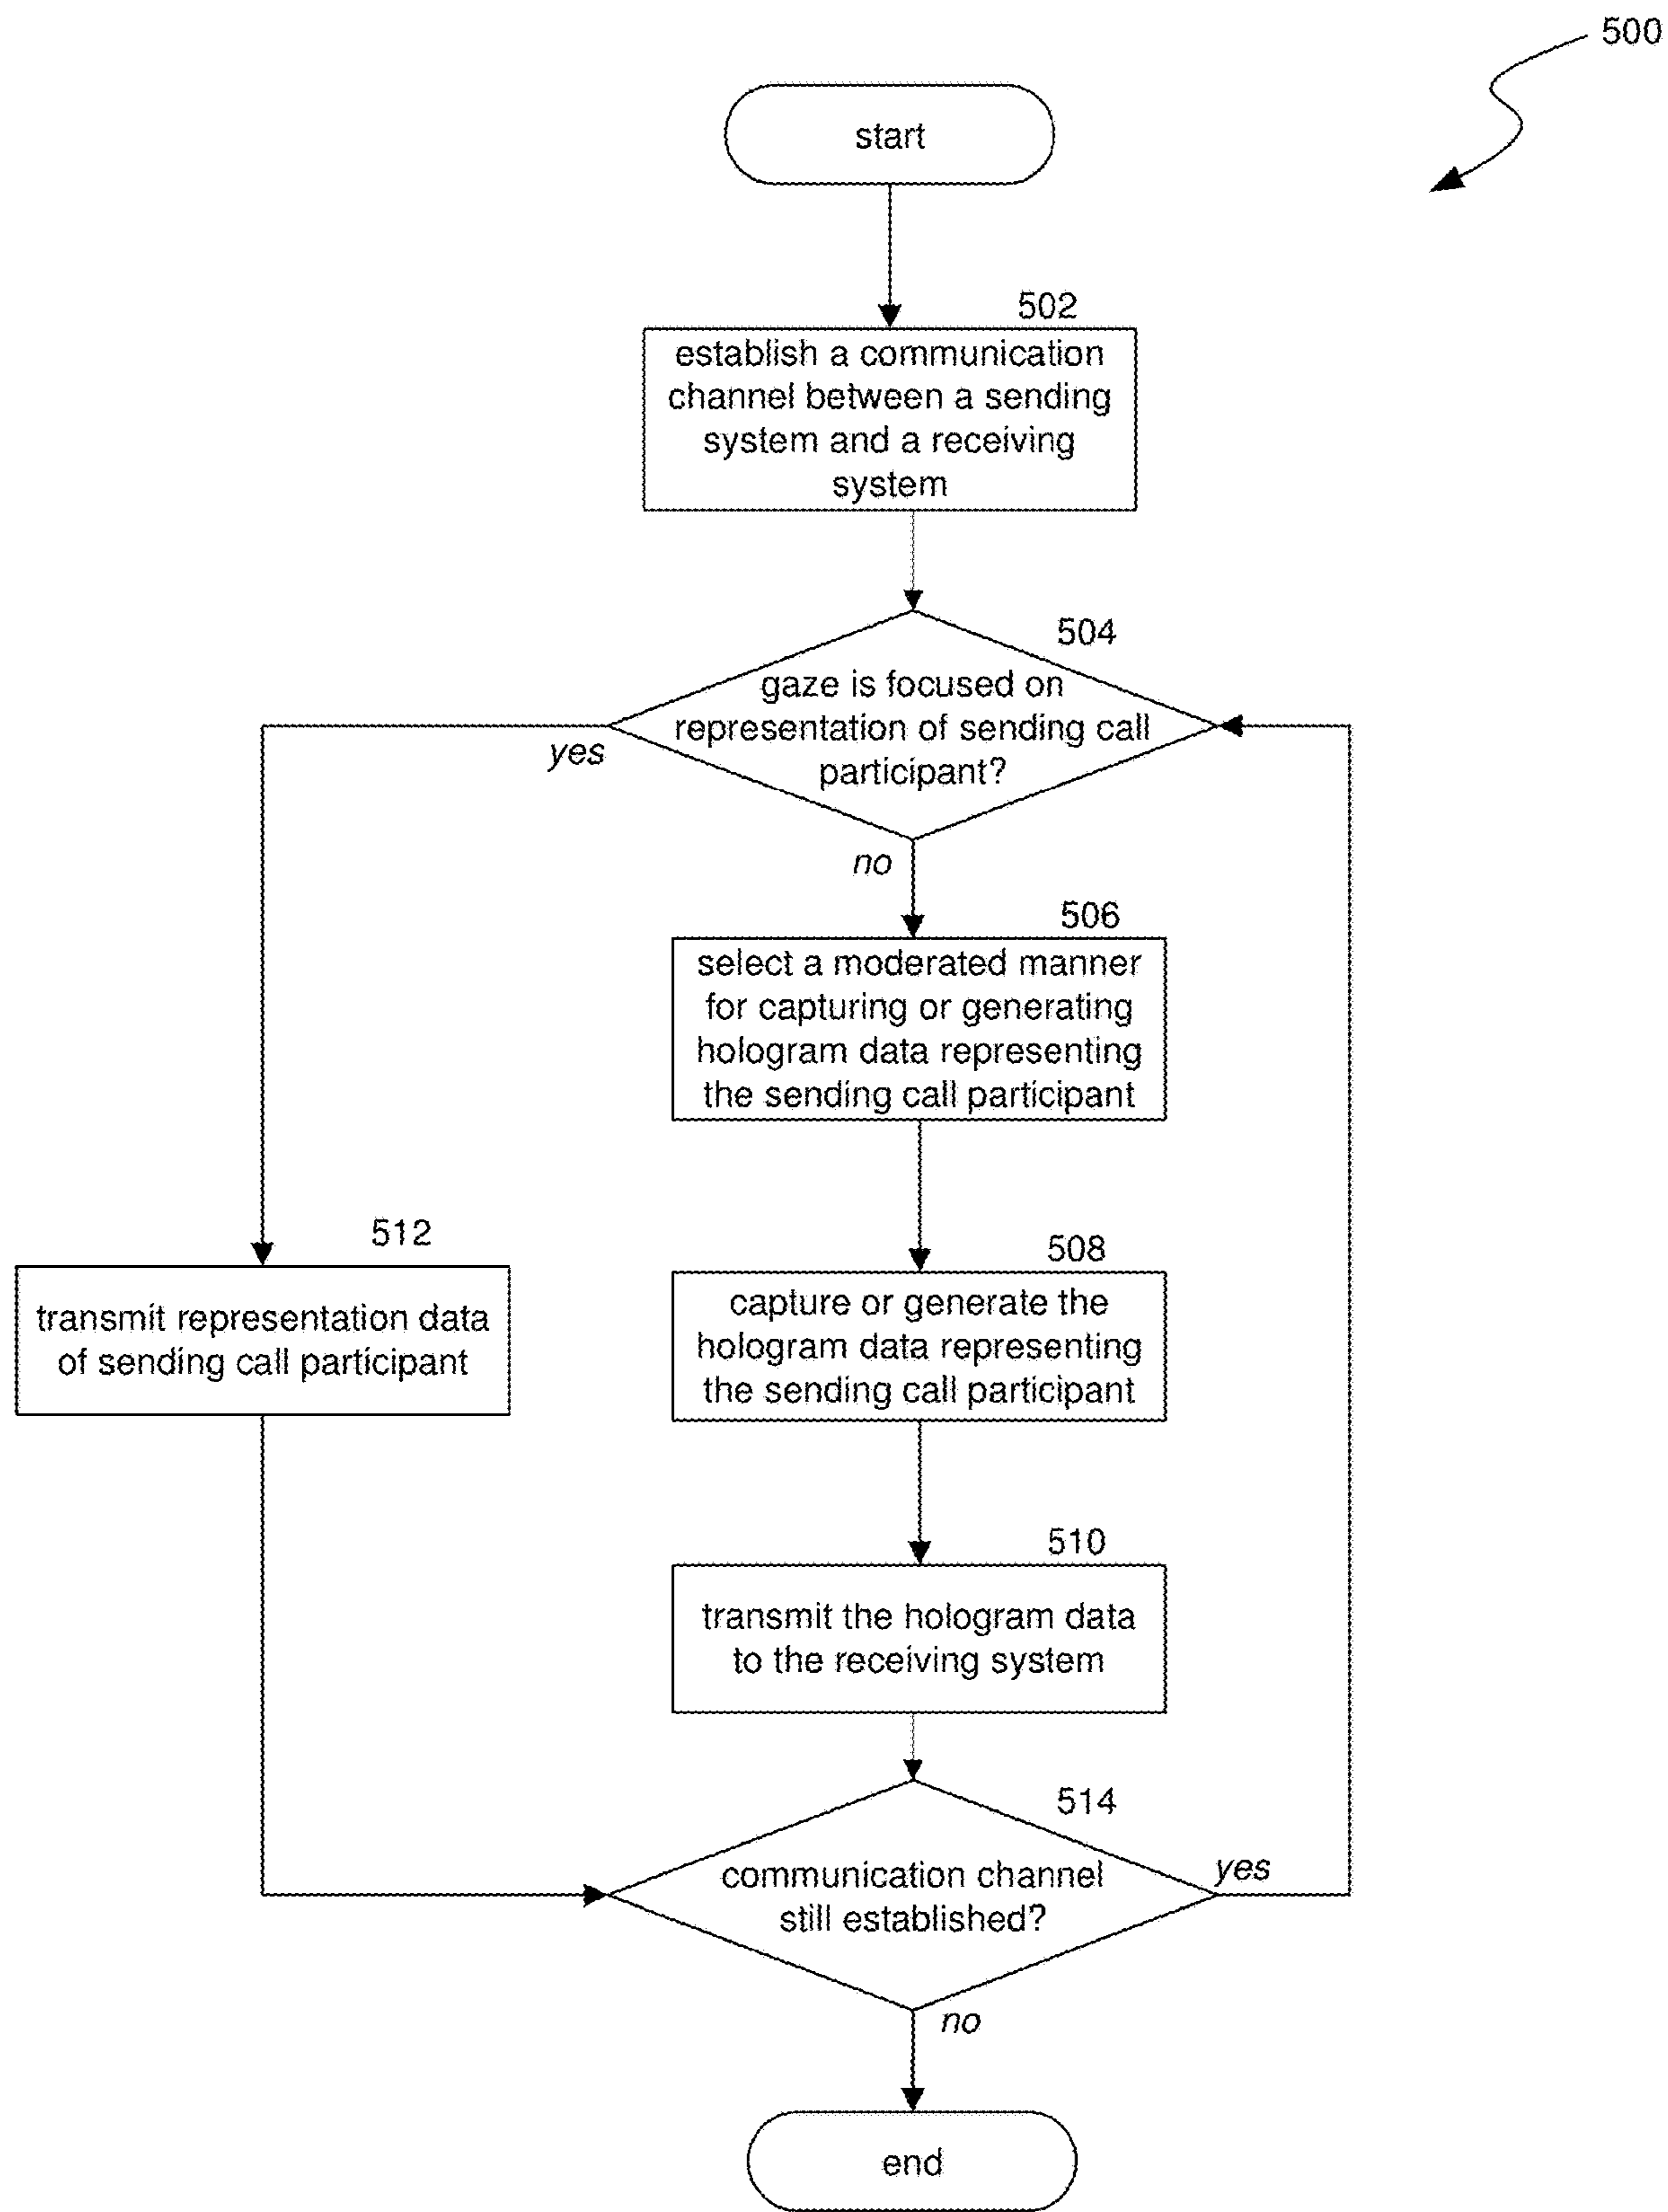 500
start
502
establish a communication
channel between a sending
system and a receiving
system
504
gaze is focused on
representation of sending call
participant?
yes
no
506
select a moderated manner
for capturing or generating
hologram data representing
the sending call participant
512
transmit representation data
of sending call participant
508
capture or generate the
hologram data representing
the sending call participant
510
transmit the hologram data
to the receiving system
514
communication channel
still established?
yes
no
end